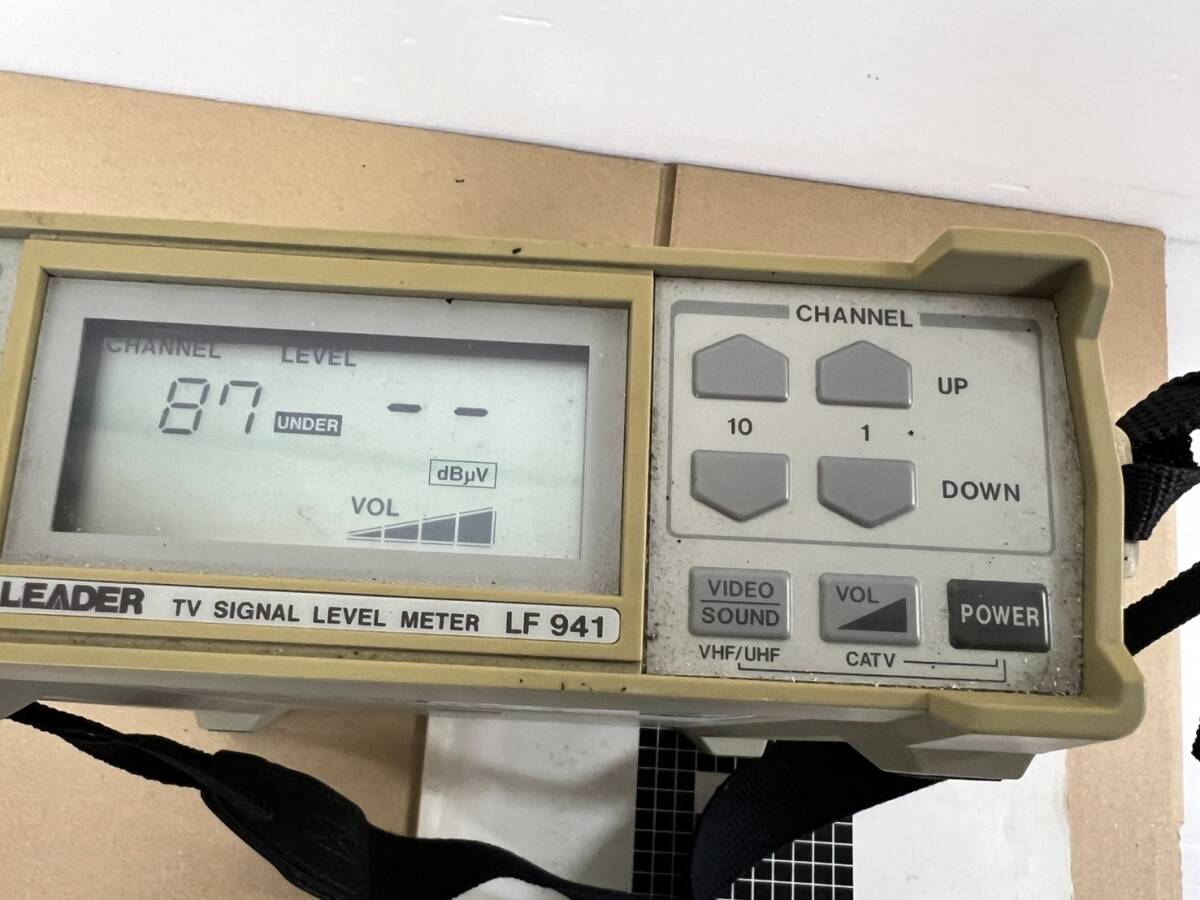 CHANNEL LEVEL
87 UNDER - -
dBµV
VOL
LEADER TV SIGNAL LEVEL METER LF 941
CHANNEL
UP
10 1
DOWN
VIDEO
SOUND
VOL
POWER
VHF/UHF CATV